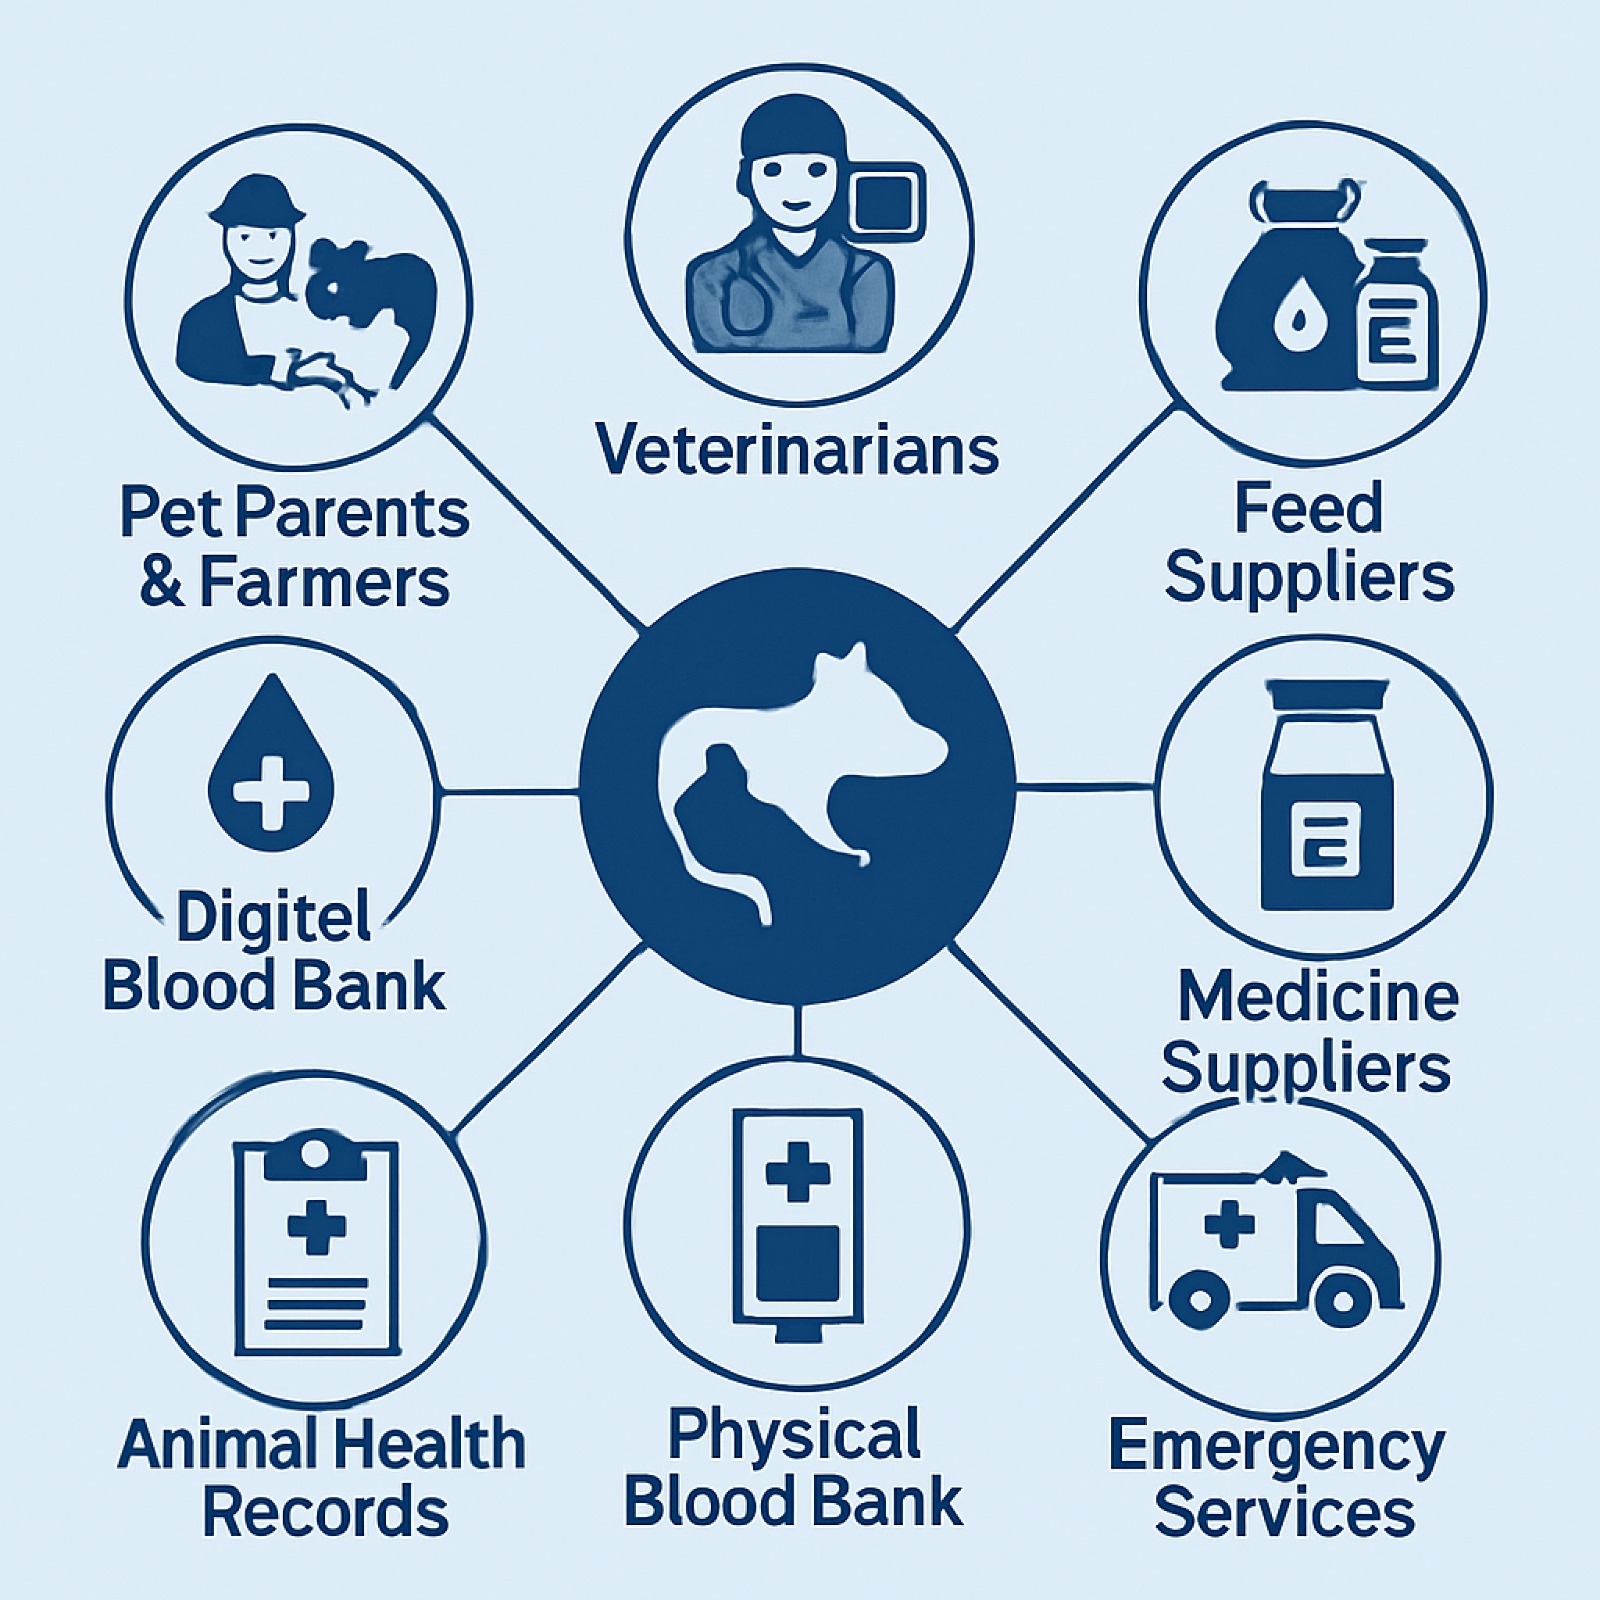 Veterinarians
Pet Parents
& Farmers
Feed
Suppliers
Digitel
Blood Bank
Medicine
Suppliers
Animal Health
Records
Physical
Blood Bank
Emergency
Services